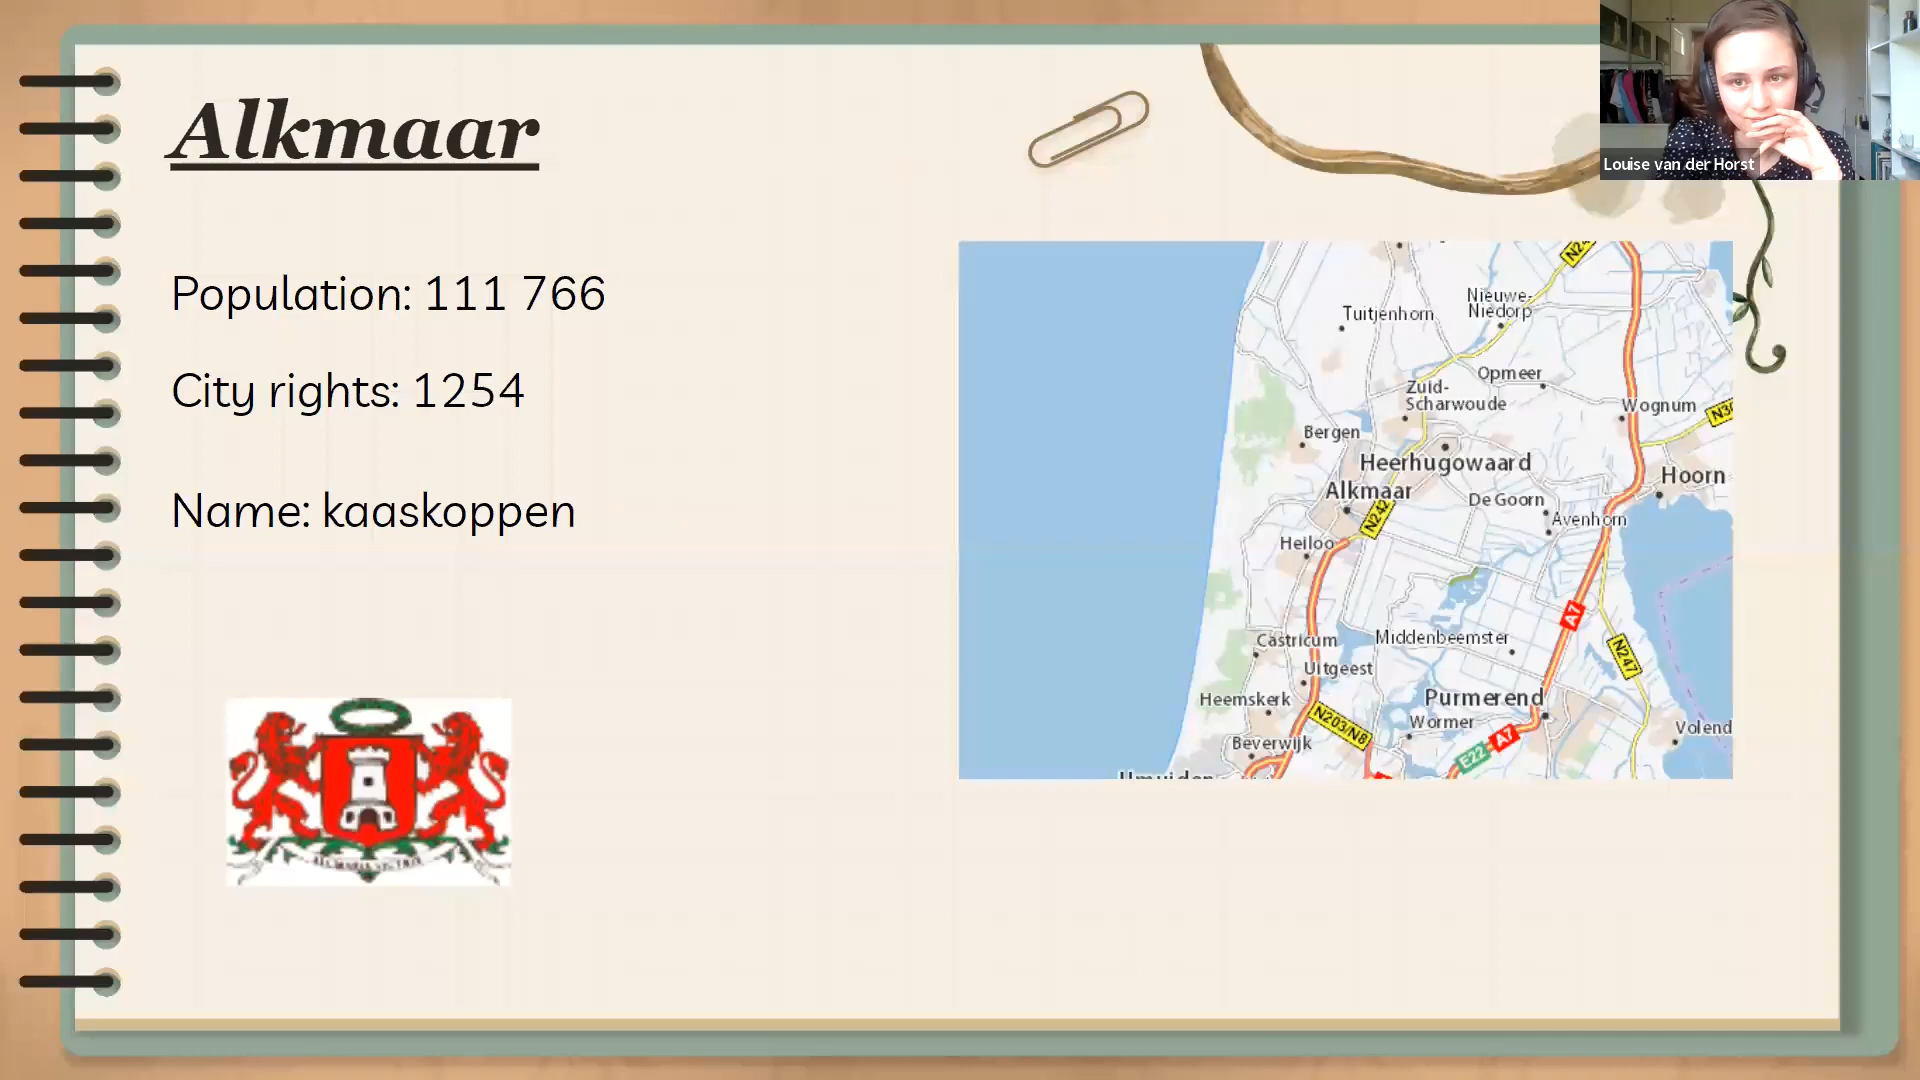 Alkmaar
Louise van der Horst
Population: 111 766
City rights: 1254
Name: kaaskoppen
Nieuwe-
Niedorp
Tuitjenhorn
Opmeer
Zuid-
Scharwoude
Wognum
Bergen
Heerhugowaard
Hoorn
Alkmaar
De Goorn
N242
Avenhorn
Heiloo
A7
Middenbeemster
Castricum
N247
Uitgeest
Heemskerk
Purmerend
N203/N8
Wormer
Volend
Beverwijk
A7
E22